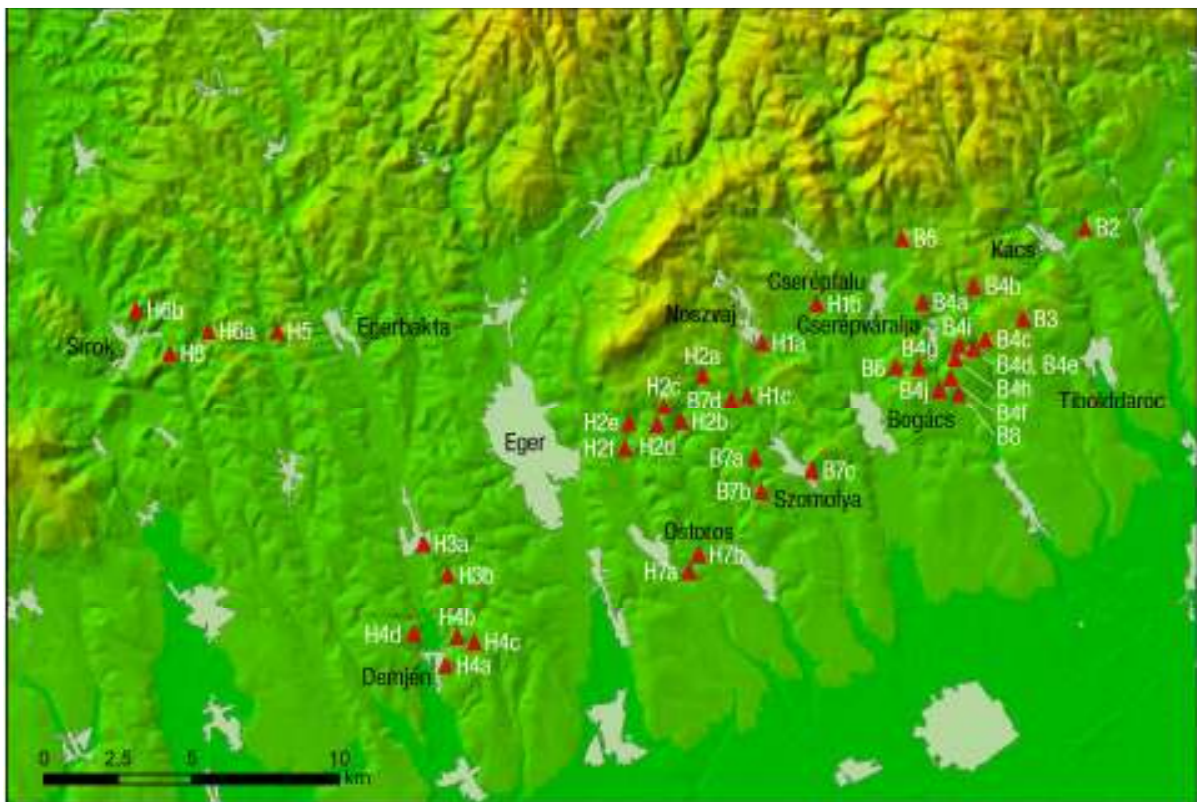 B6
Kács
B2
Cserépfalu
B4b
H6b
H1b
B4a
B3
Noszvaj
Cserépváralja
B4i
Sirok
H6a
H5
Egerbakta
H1a
B4g
B4c
H6
H2a
B6
B4d, B4e
H2c
B7d
H1c
B4j
B4h
Tibolddaróc
H2e
H2b
Bogács
B4f
Eger
H2f
H2d
B8
B7a
B7c
B7b
Szomolya
Ostoros
H3a
H7b
H3b
H7a
H4b
H4d
H4c
H4a
Demjén
0 2.5 5 10
km